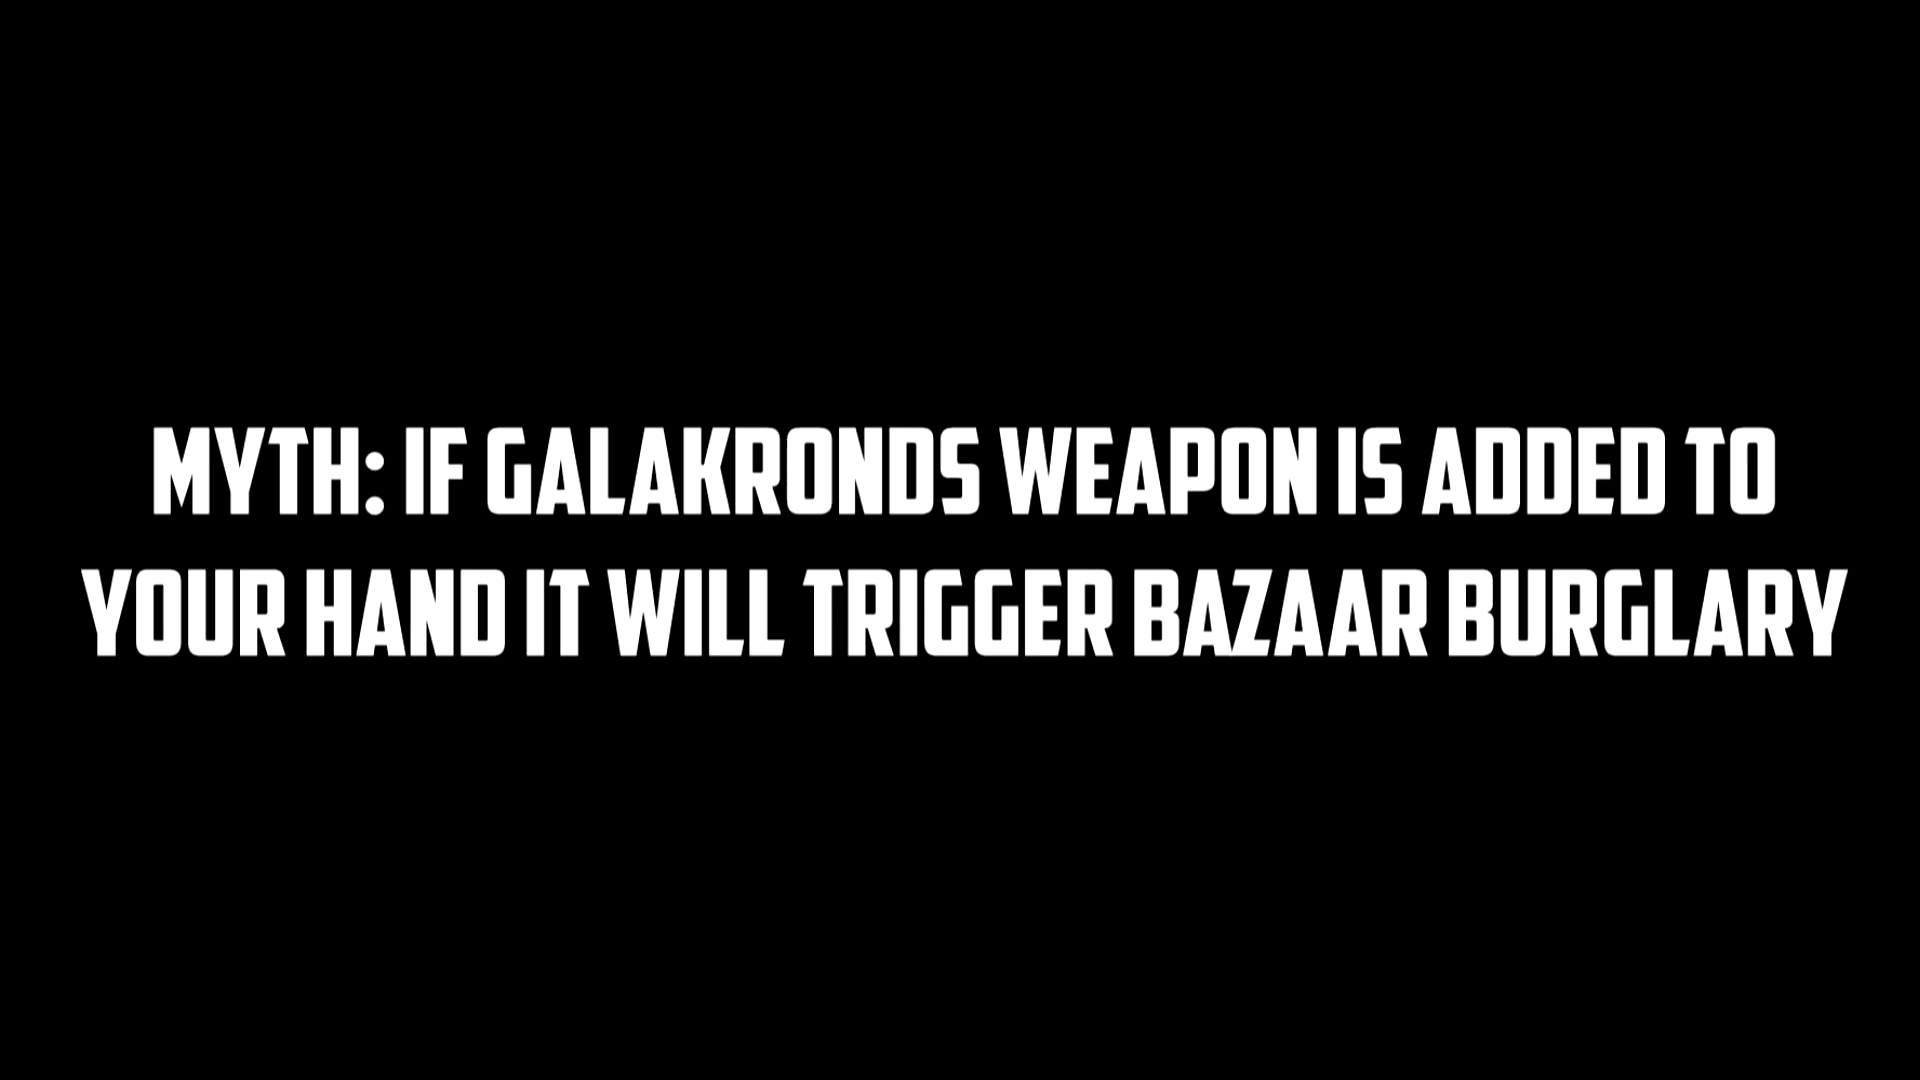 MYTH: IF GALAKRONDS WEAPON IS ADDED TO
YOUR HAND IT WILL TRIGGER BAZAAR BURGLARY